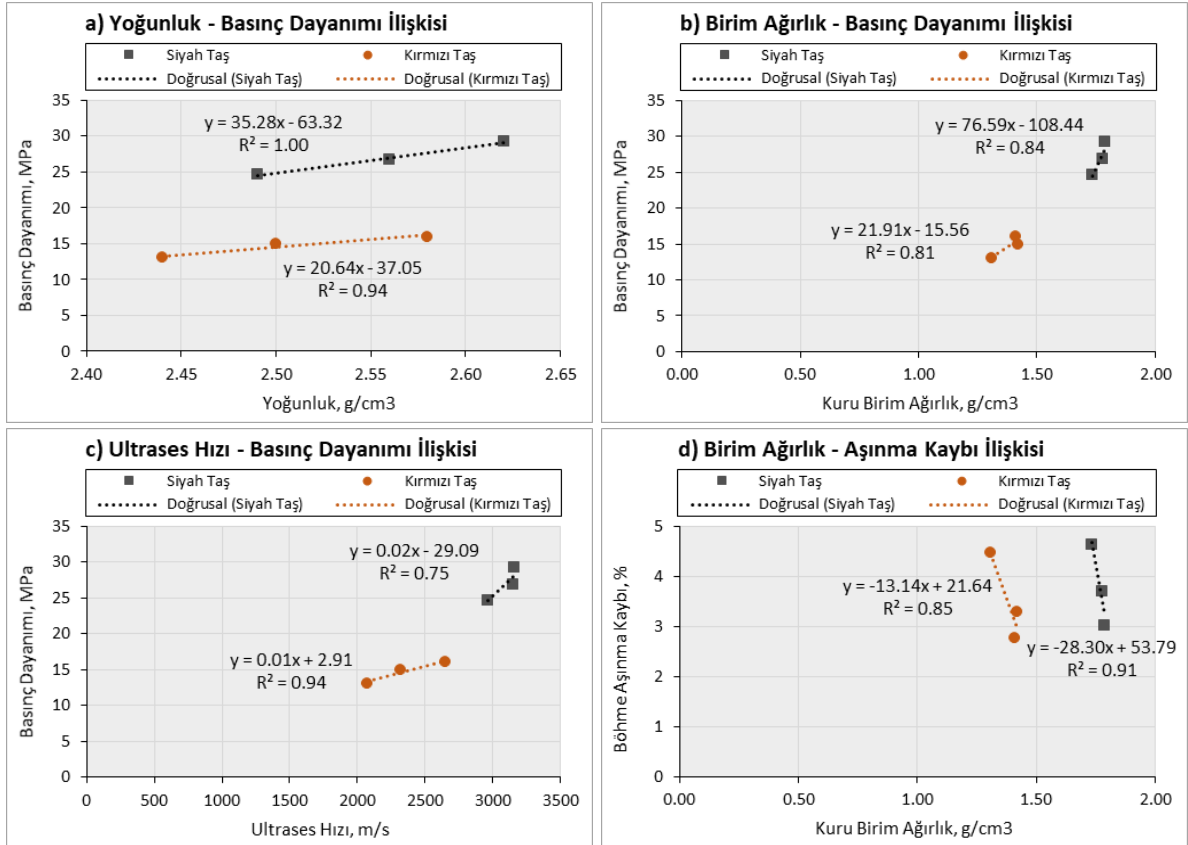 a) Yoğunluk - Basınç Dayanımı İlişkisi
Siyah Taş
Kırmızı Taş
Doğrusal (Siyah Taş)
Doğrusal (Kırmızı Taş)
Basınç Dayanımı, MPa
35
30
25
20
15
10
5
0
y = 35.28x - 63.32
R² = 1.00
y = 20.64x - 37.05
R² = 0.94
2.40
2.45
2.50
2.55
2.60
2.65
Yoğunluk, g/cm3
b) Birim Ağırlık - Basınç Dayanımı İlişkisi
Siyah Taş
Kırmızı Taş
Doğrusal (Siyah Taş)
Doğrusal (Kırmızı Taş)
Basınç Dayanımı, MPa
35
30
25
20
15
10
5
0
y = 76.59x - 108.44
R² = 0.84
y = 21.91x - 15.56
R² = 0.81
0.00
0.50
1.00
1.50
2.00
Kuru Birim Ağırlık, g/cm3
c) Ultrases Hızı - Basınç Dayanımı İlişkisi
Siyah Taş
Kırmızı Taş
Doğrusal (Siyah Taş)
Doğrusal (Kırmızı Taş)
Basınç Dayanımı, MPa
35
30
25
20
15
10
5
0
y = 0.02x - 29.09
R² = 0.75
y = 0.01x + 2.91
R² = 0.94
0
500
1000
1500
2000
2500
3000
3500
Ultrases Hızı, m/s
d) Birim Ağırlık - Aşınma Kaybı İlişkisi
Siyah Taş
Kırmızı Taş
Doğrusal (Siyah Taş)
Doğrusal (Kırmızı Taş)
Böhme Aşınma Kaybı, %
5
4
3
2
1
0
y = -13.14x + 21.64
R² = 0.85
y = -28.30x + 53.79
R² = 0.91
0.00
0.50
1.00
1.50
2.00
Kuru Birim Ağırlık, g/cm3